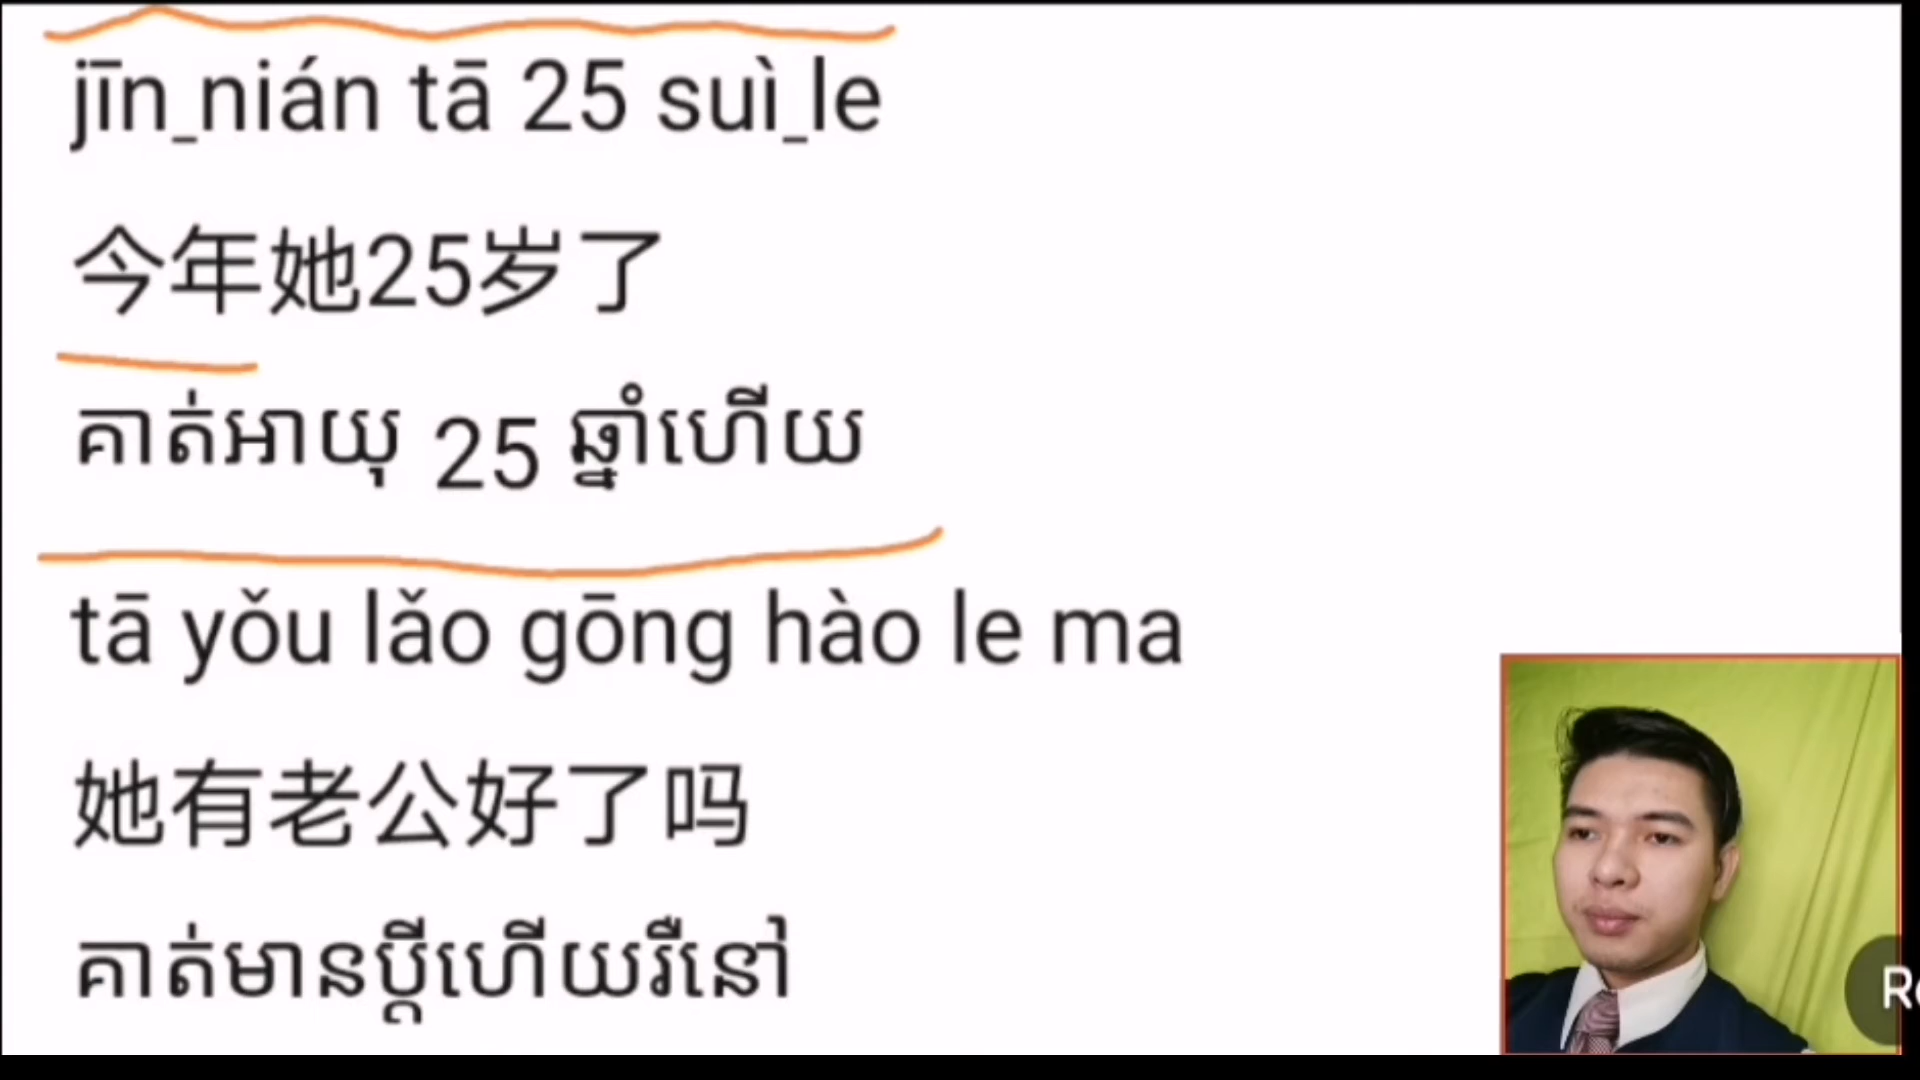 jīn_nián tā 25 suì_le
今年她25岁了
គាត់អាយុ 25 ឆ្នាំហើយ
tā yǒu lǎo gōng hào le ma
她有老公好了吗
គាត់មានប្តីហើយរឺនៅ